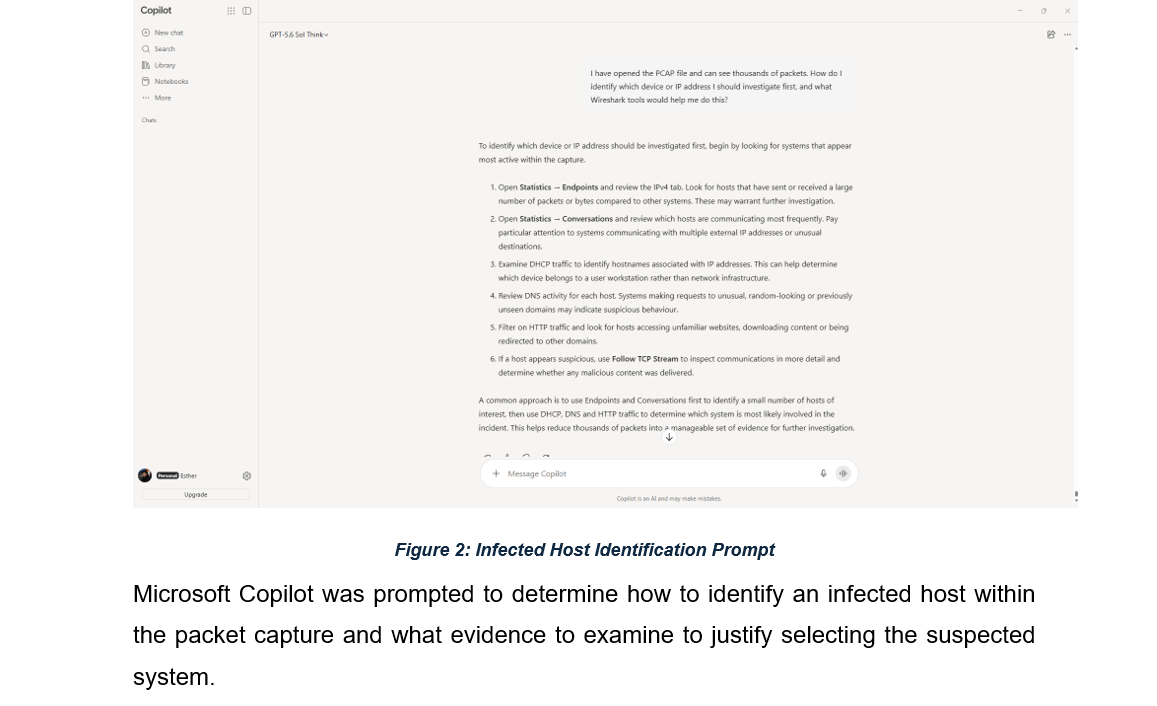 Copilot
New chat
GPT-5.6 Sol Think
Search
Library
Notebooks
More
Chats
I have opened the PCAP file and can see thousands of packets. How do I
identify which device or IP address I should investigate first, and what
Wireshark tools would help me do this?
To identify which device or IP address should be investigated first, begin by looking for systems that appear
most active within the capture.
1. Open Statistics → Endpoints and review the IPv4 tab. Look for hosts that have sent or received a large
number of packets or bytes compared to other systems. These may warrant further investigation.
2. Open Statistics → Conversations and review which hosts are communicating most frequently. Pay
particular attention to systems communicating with multiple external IP addresses or unusual
destinations.
3. Examine DHCP traffic to identify hostnames associated with IP addresses. This can help determine
which device belongs to a user workstation rather than network infrastructure.
4. Review DNS activity for each host. Systems making requests to unusual, random-looking or previously
unseen domains may indicate suspicious behaviour.
5. Filter on HTTP traffic and look for hosts accessing unfamiliar websites, downloading content or being
redirected to other domains.
6. If a host appears suspicious, use Follow TCP Stream to inspect communications in more detail and
determine whether any malicious content was delivered.
A common approach is to use Endpoints and Conversations first to identify a small number of hosts of
interest, then use DHCP, DNS and HTTP traffic to determine which system is most likely involved in the
incident. This helps reduce thousands of packets into a manageable set of evidence for further investigation.
Personal Esther
Upgrade
Message Copilot
Copilot is an AI and may make mistakes.
Figure 2: Infected Host Identification Prompt
Microsoft Copilot was prompted to determine how to identify an infected host within
the packet capture and what evidence to examine to justify selecting the suspected
system.